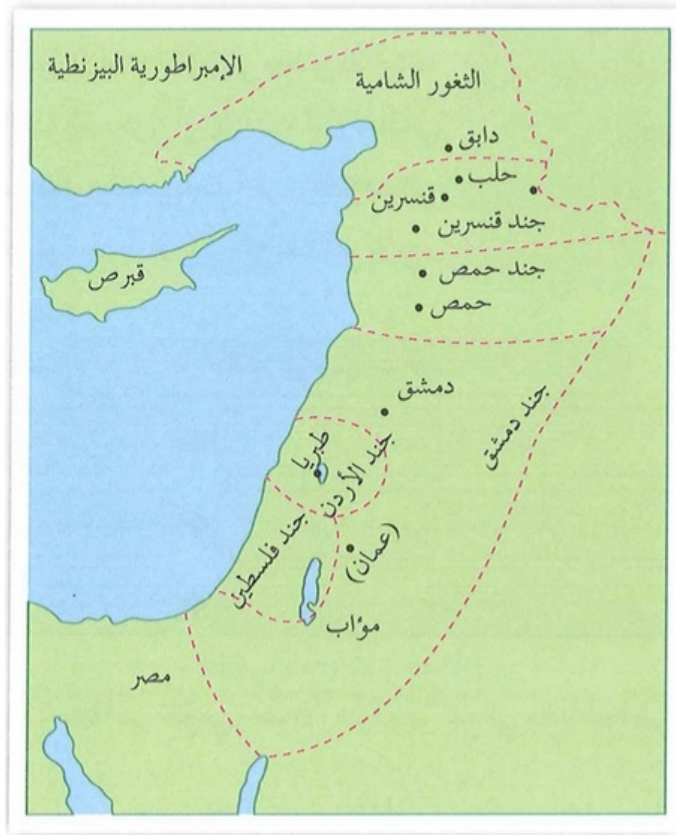 الإمبراطورية البيزنطية
الثغور الشامية
دابق
حلب
قنسرين
جند قنسرين
قبرص
جند حمص
حمص
دمشق
جند دمشق
طبريا
جند الأردن
جند فلسطين
(عمان)
مؤاب
مصر